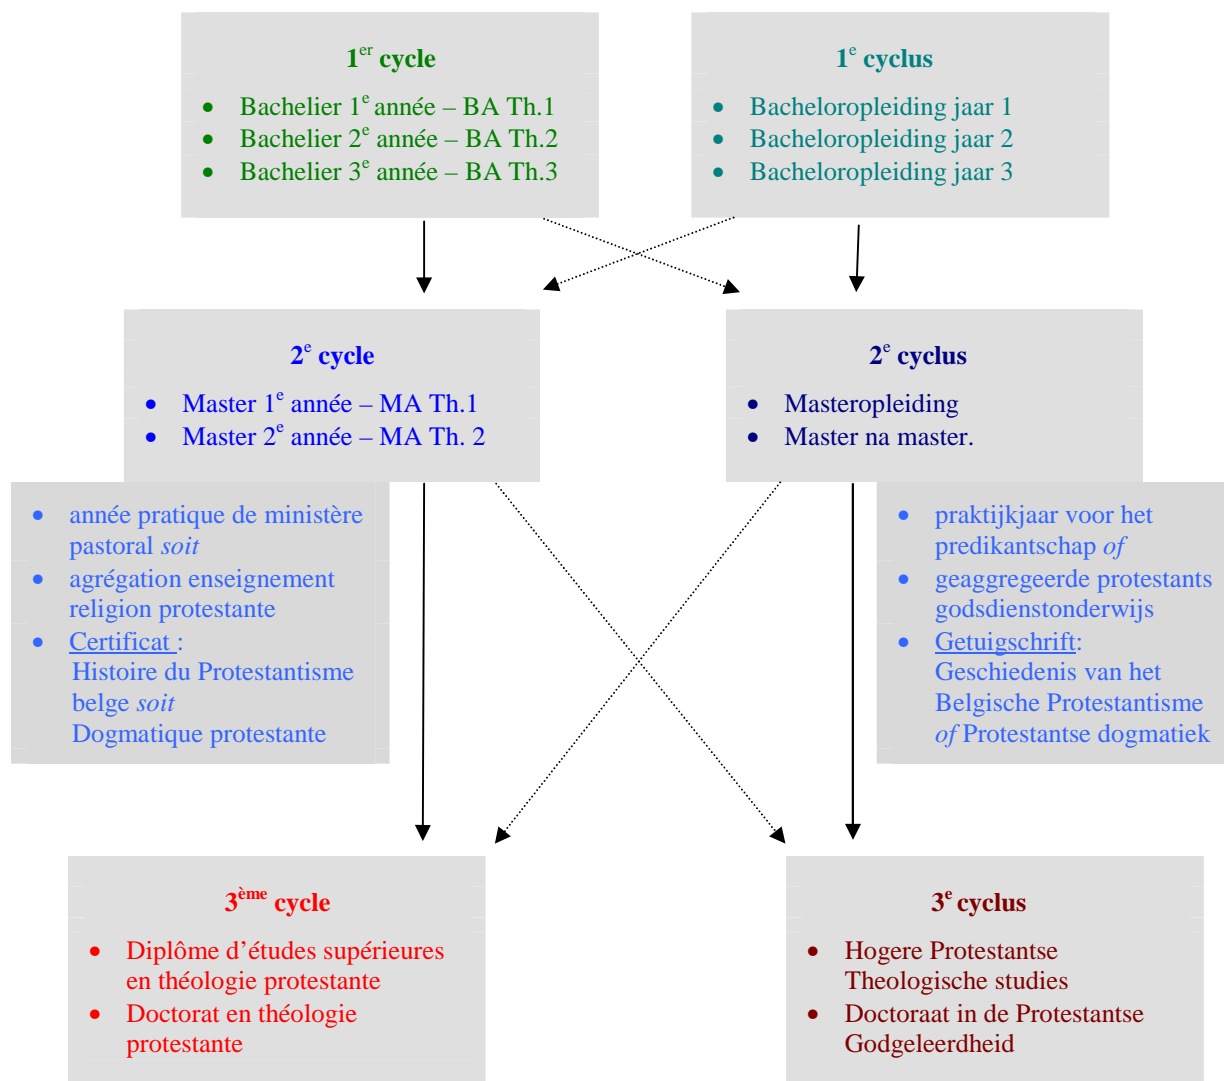 1er cycle
• Bachelier 1e année – BA Th.1
• Bachelier 2e année – BA Th.2
• Bachelier 3e année – BA Th.3
1e cyclus
• Bacheloropleiding jaar 1
• Bacheloropleiding jaar 2
• Bacheloropleiding jaar 3
2e cycle
• Master 1e année – MA Th.1
• Master 2e année – MA Th. 2
2e cyclus
• Masteropleiding
• Master na master.
• année pratique de ministère
pastoral soit
• agrégation enseignement
religion protestante
• Certificat :
Histoire du Protestantisme
belge soit
Dogmatique protestante
• praktijkjaar voor het
predikantschap of
• geaggregeerde protestants
godsdienstonderwijs
• Getuigschrift:
Geschiedenis van het
Belgische Protestantisme
of Protestantse dogmatiek
3ème cycle
• Diplôme d’études supérieures
en théologie protestante
• Doctorat en théologie
protestante
3e cyclus
• Hogere Protestantse
Theologische studies
• Doctoraat in de Protestantse
Godgeleerdheid